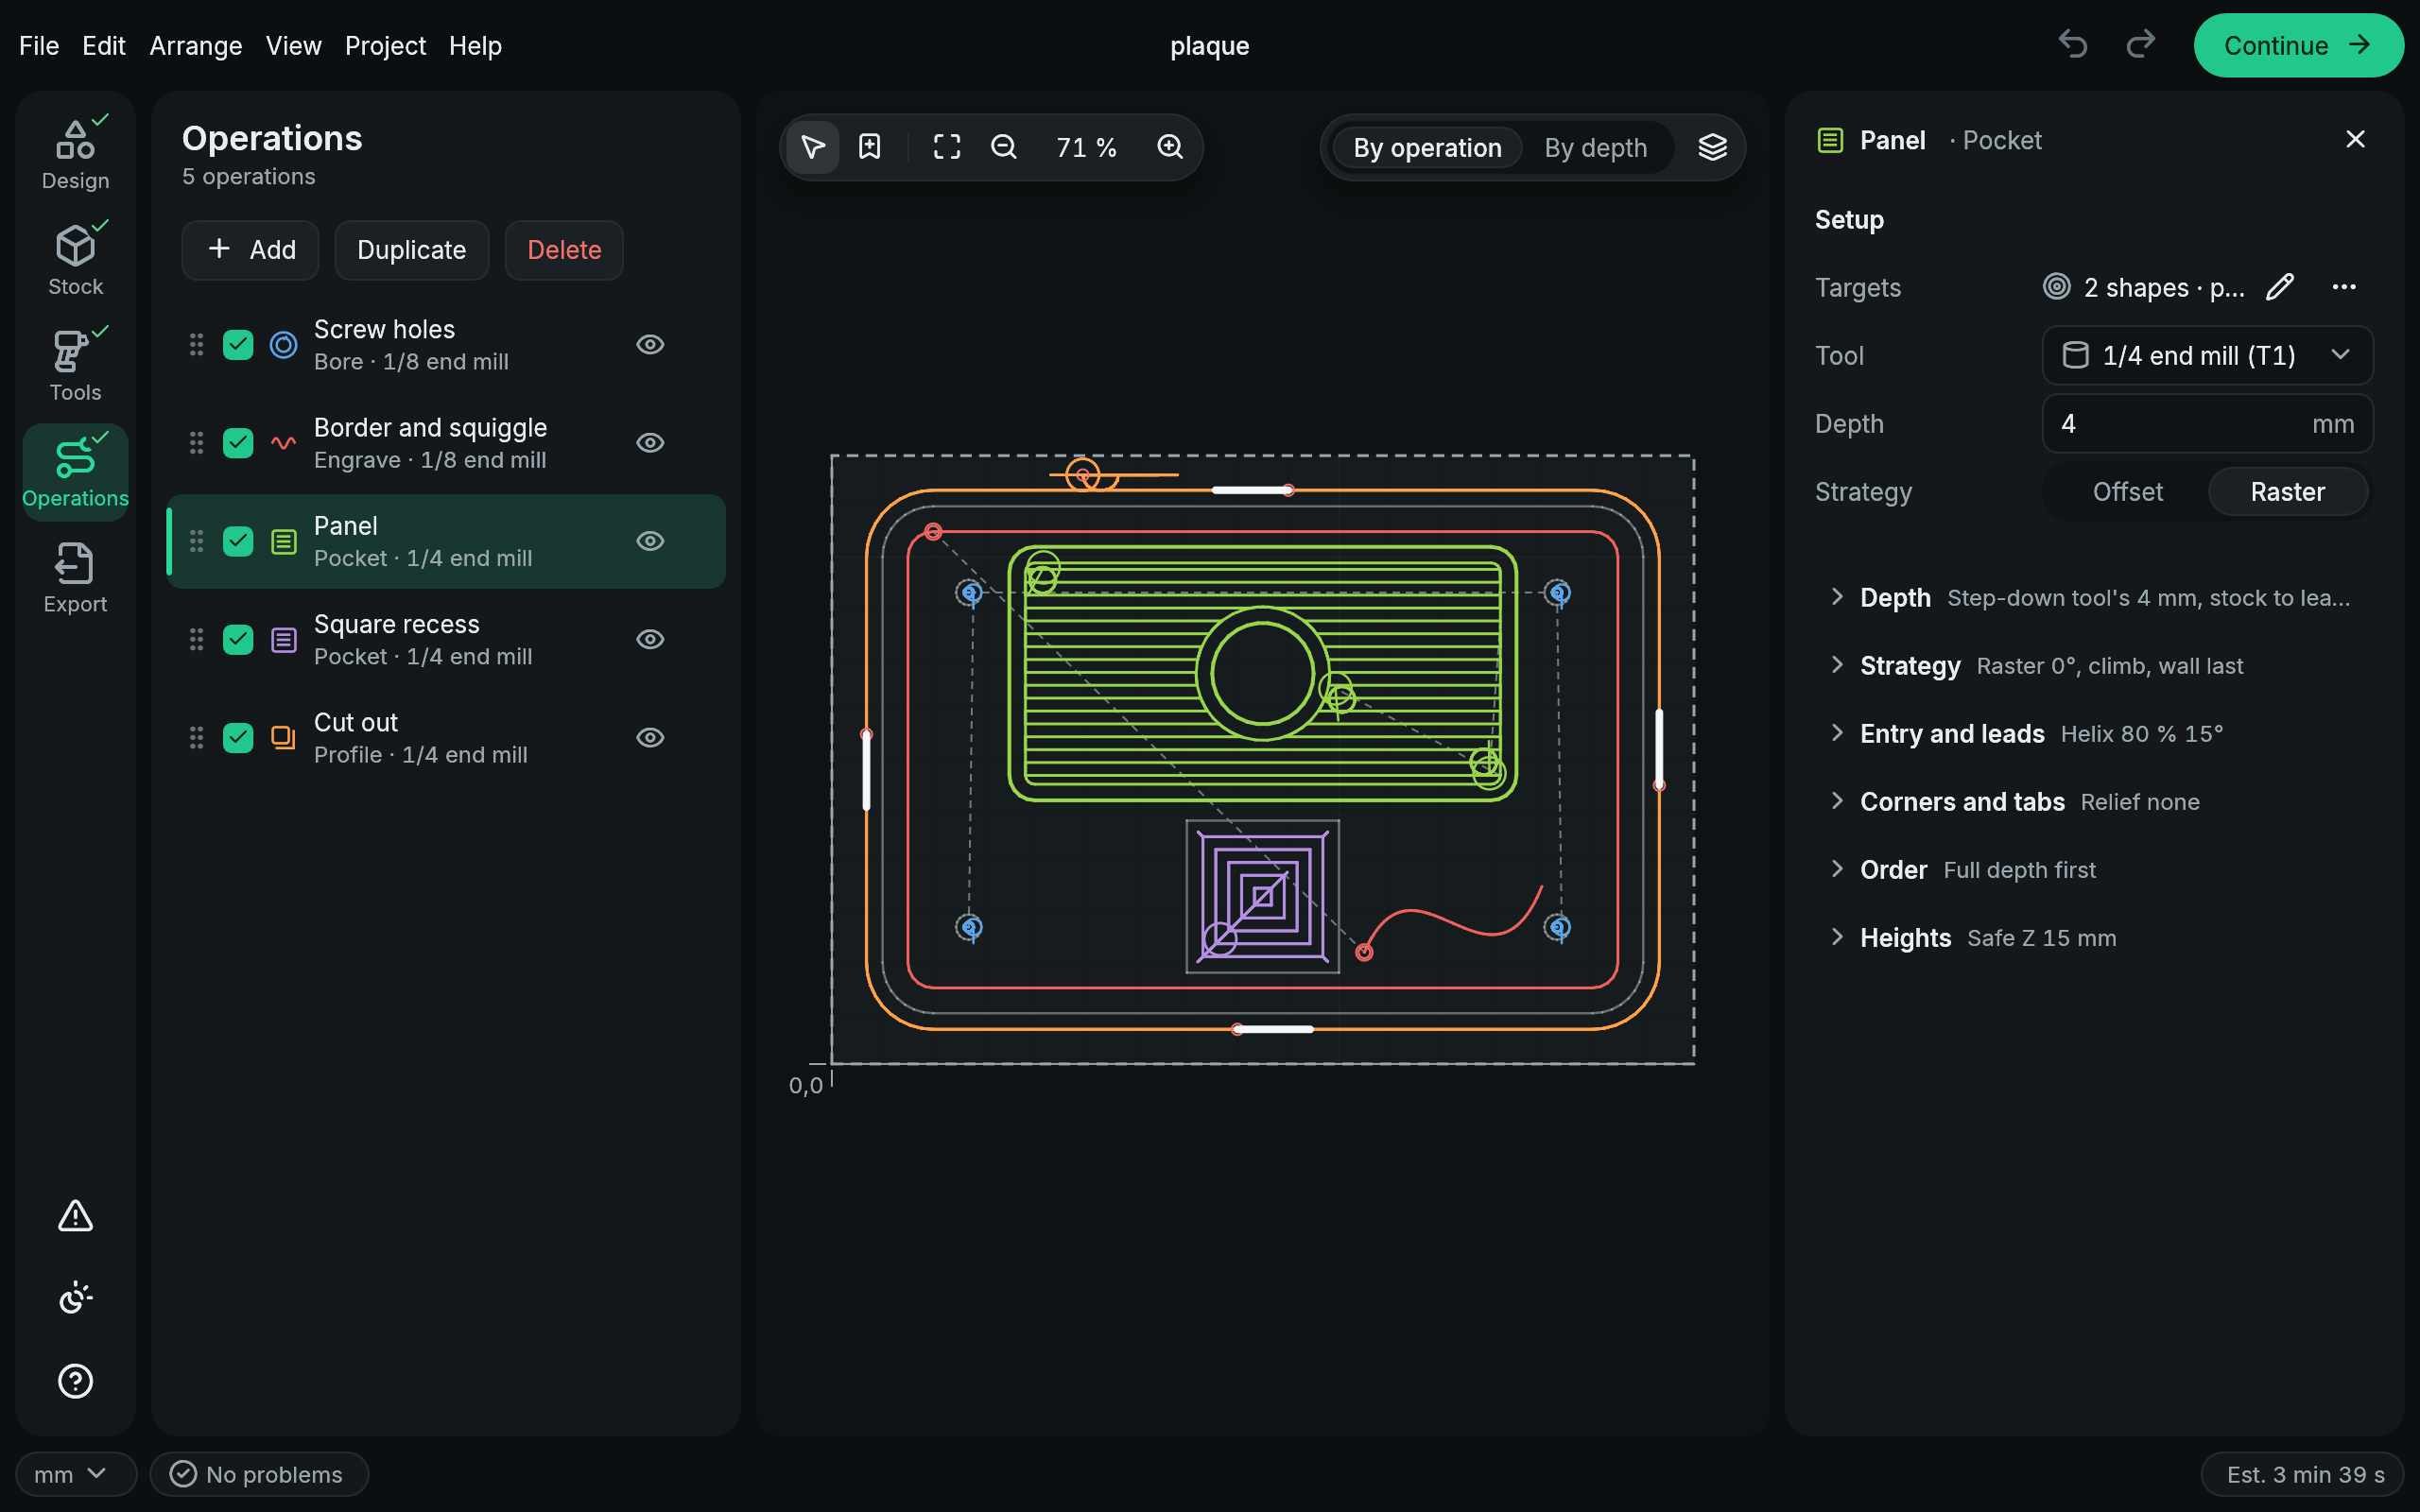 File Edit Arrange View Project Help
plaque
Continue
Design
Stock
Tools
Operations
Export
Operations
5 operations
Add Duplicate Delete
Screw holes
Bore · 1/8 end mill
Border and squiggle
Engrave · 1/8 end mill
Panel
Pocket · 1/4 end mill
Square recess
Pocket · 1/4 end mill
Cut out
Profile · 1/4 end mill
71 %
By operation By depth
0,0
Panel · Pocket
Setup
Targets 2 shapes · p...
Tool 1/4 end mill (T1)
Depth 4 mm
Strategy Offset Raster
Depth Step-down tool's 4 mm, stock to lea...
Strategy Raster 0°, climb, wall last
Entry and leads Helix 80 % 15°
Corners and tabs Relief none
Order Full depth first
Heights Safe Z 15 mm
mm No problems
Est. 3 min 39 s